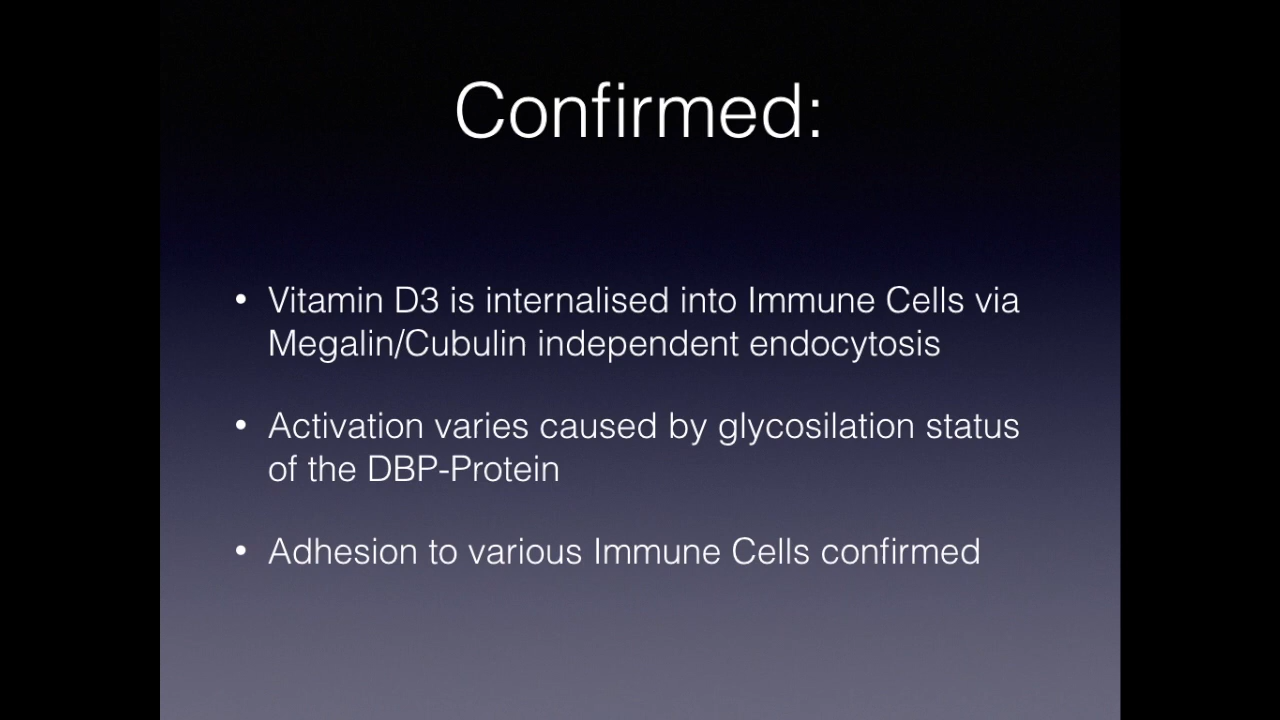 Confirmed:
• Vitamin D3 is internalised into Immune Cells via
Megalin/Cubulin independent endocytosis
• Activation varies caused by glycosilation status
of the DBP-Protein
• Adhesion to various Immune Cells confirmed